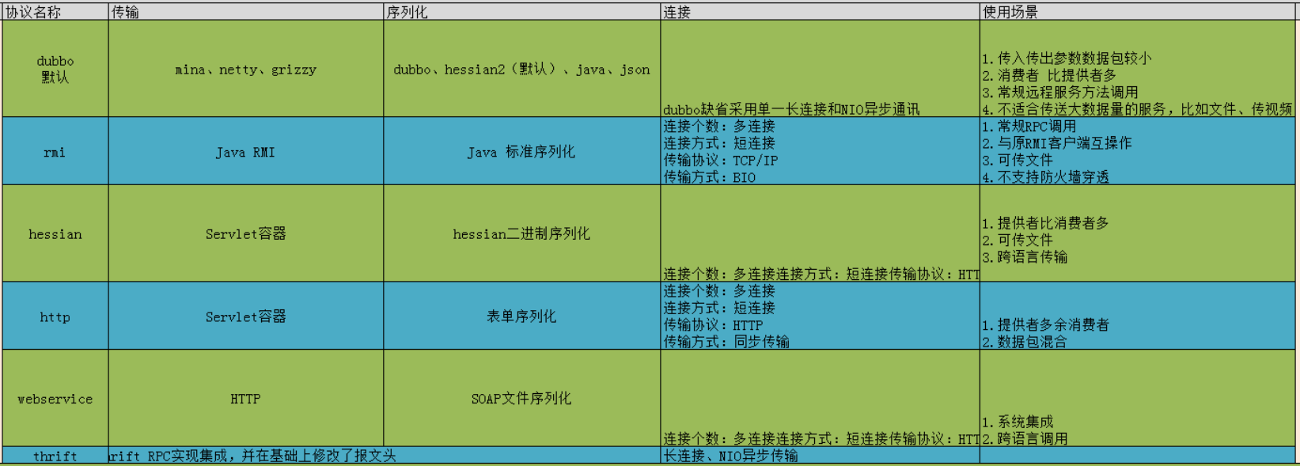 协议名称 传输 序列化 连接 使用场景
dubbo
默认
mina、netty、grizzy
dubbo、hessian2（默认）、java、json
dubbo缺省采用单一长连接和NIO异步通讯
1.传入传出参数数据包较小
2.消费者 比提供者多
3.常规远程服务方法调用
4.不适合传送大数据量的服务，比如文件、传视频
rmi
Java RMI
Java 标准序列化
连接个数：多连接
连接方式：短连接
传输协议：TCP/IP
传输方式：BIO
1.常规RPC调用
2.与原RMI客户端互操作
3.可传文件
4.不支持防火墙穿透
hessian
Servlet容器
hessian二进制序列化
连接个数：多连接连接方式：短连接传输协议：HTT
1.提供者比消费者多
2.可传文件
3.跨语言传输
http
Servlet容器
表单序列化
连接个数：多连接
连接方式：短连接
传输协议：HTTP
传输方式：同步传输
1.提供者多余消费者
2.数据包混合
webservice
HTTP
SOAP文件序列化
连接个数：多连接连接方式：短连接传输协议：HTT
1.系统集成
2.跨语言调用
thrift
rift RPC实现集成，并在基础上修改了报文头
长连接、NIO异步传输